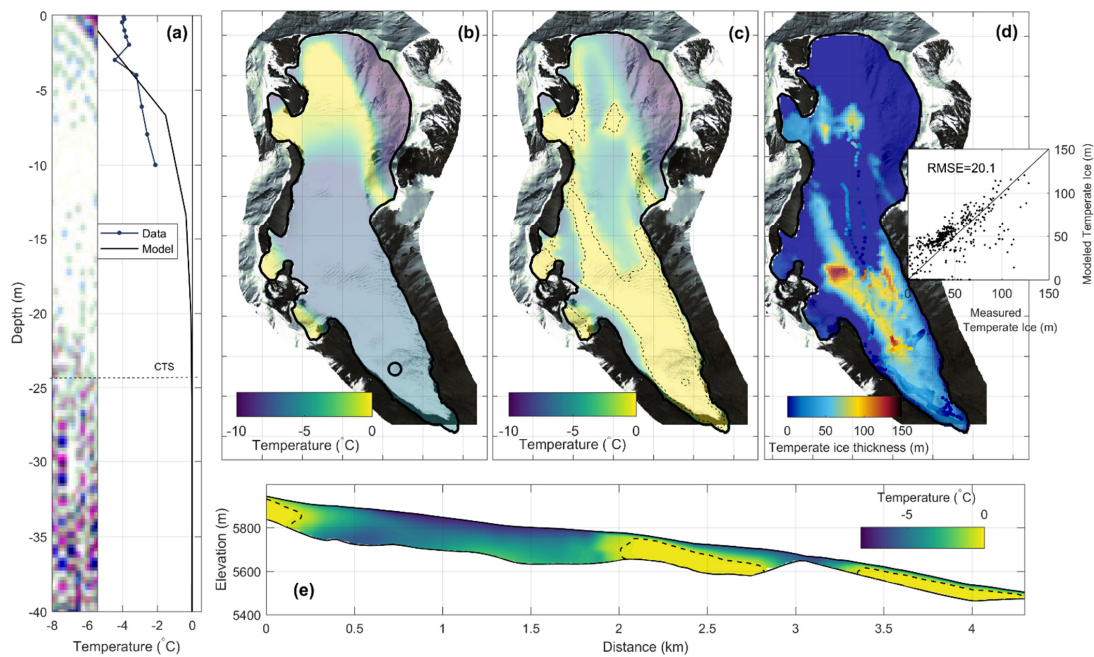 (a)
0
-5
-10
-15
-20
-25
-30
-35
-40
Depth (m)
Data
Model
CTS
-8
-6
-4
-2
0
Temperature (°C)
(b)
-10
-5
0
Temperature (°C)
(c)
-10
-5
0
Temperature (°C)
(d)
RMSE=20.1
150
100
50
0
Modeled Temperate Ice (m)
0
50
100
150
Measured
Temperate Ice (m)
0
50
100
150
Temperate ice thickness (m)
Temperature (°C)
-5
0
5800
5600
5400
Elevation (m)
(e)
0
0.5
1
1.5
2
2.5
3
3.5
4
Distance (km)